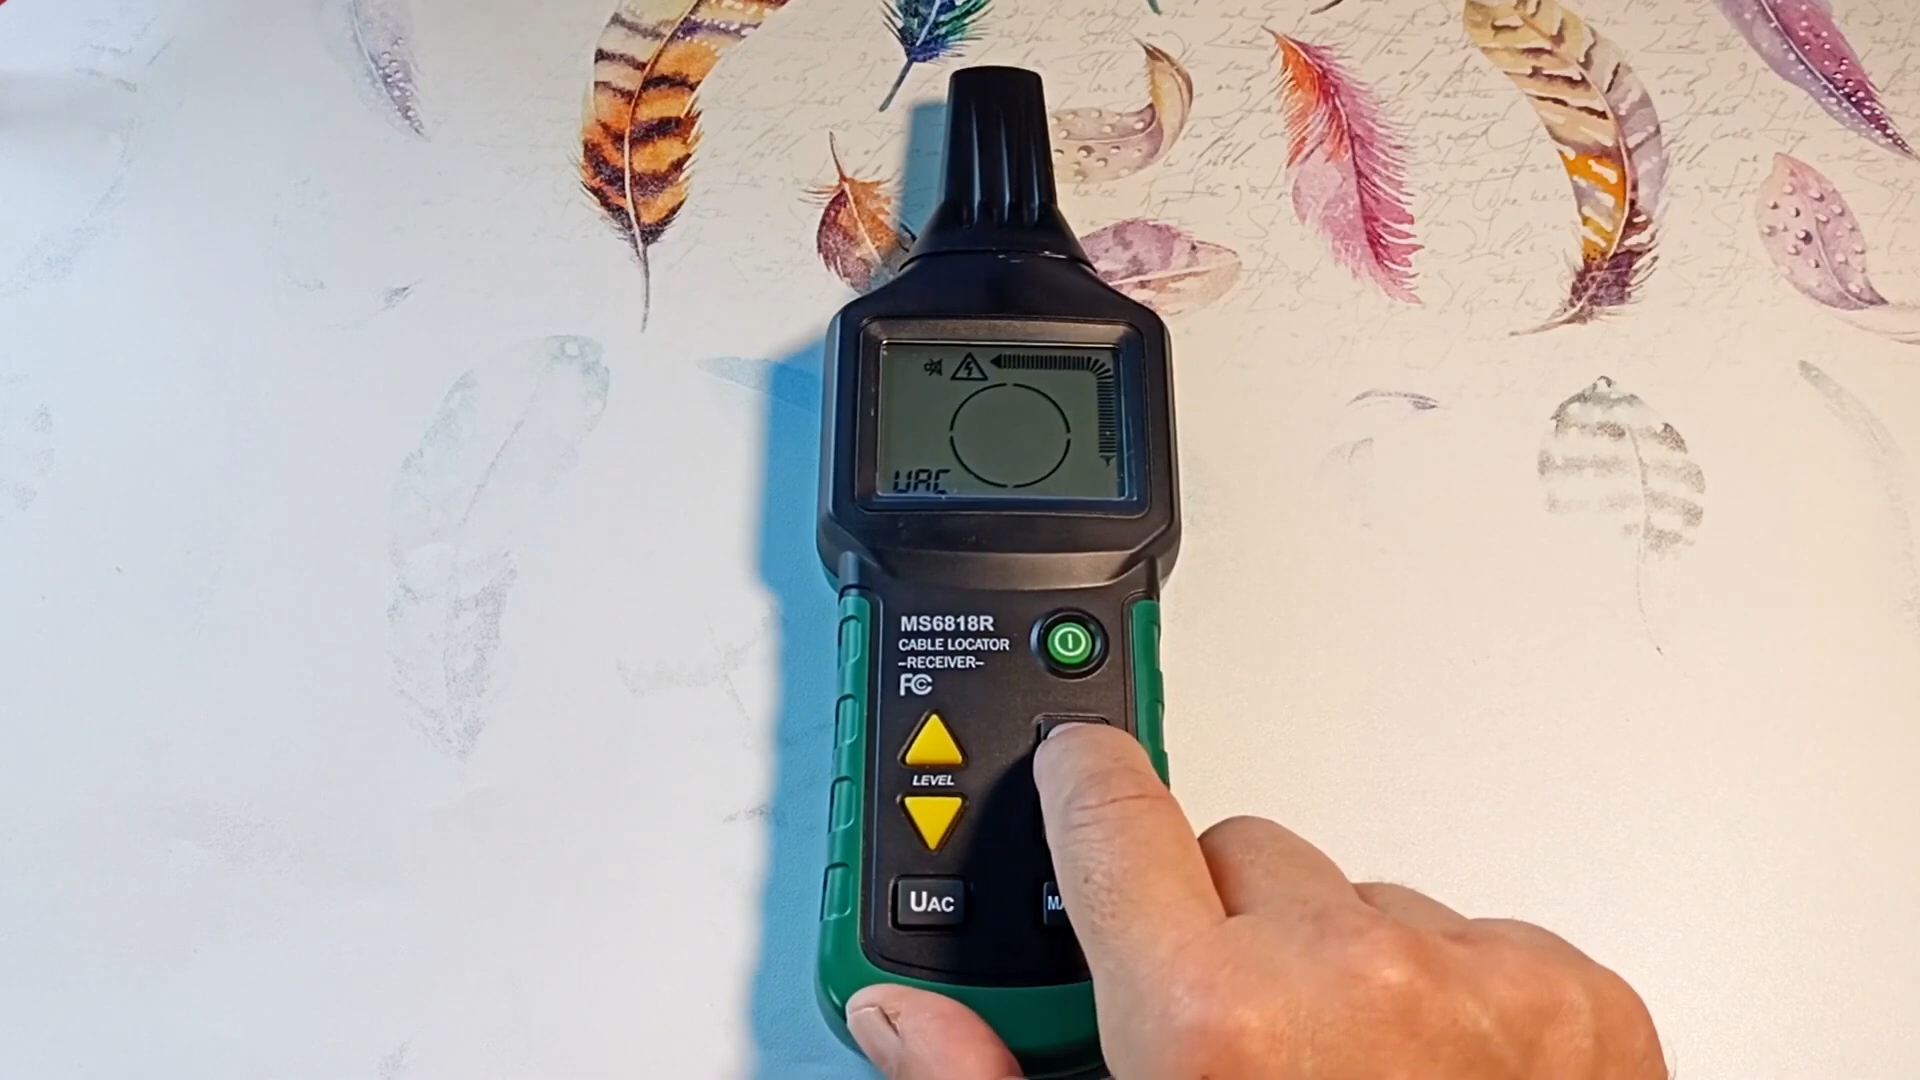 UAC
MS6818R
CABLE LOCATOR
–RECEIVER–
FC
LEVEL
UAC